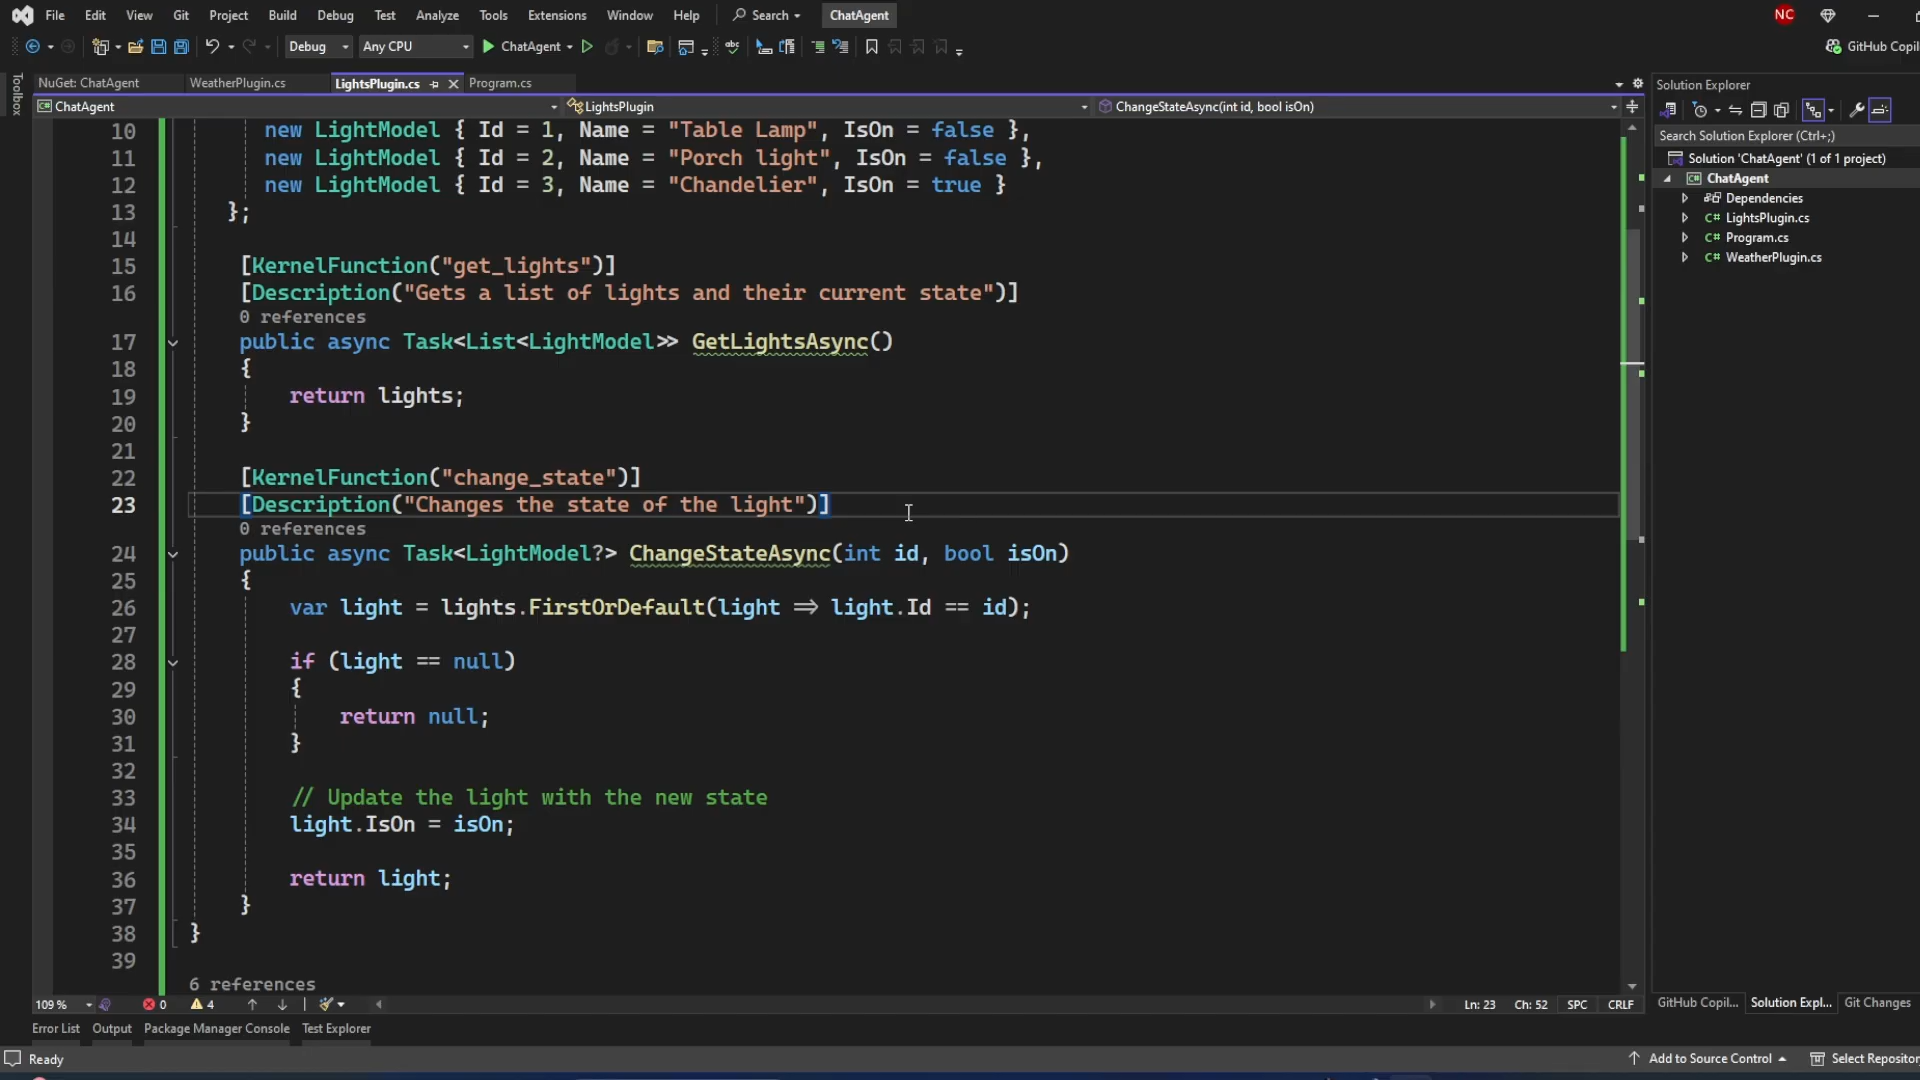 File Edit View Git Project Build Debug Test Analyze Tools Extensions Window Help Search ChatAgent NC
Debug Any CPU ChatAgent GitHub Copil
Toolbox
NuGet: ChatAgent WeatherPlugin.cs LightsPlugin.cs Program.cs
ChatAgent LightsPlugin ChangeStateAsync(int id, bool isOn)
10 new LightModel { Id = 1, Name = "Table Lamp", IsOn = false },
11 new LightModel { Id = 2, Name = "Porch light", IsOn = false },
12 new LightModel { Id = 3, Name = "Chandelier", IsOn = true }
13 };
14
15 [KernelFunction("get_lights")]
16 [Description("Gets a list of lights and their current state")]
0 references
17 public async Task<List<LightModel>> GetLightsAsync()
18 {
19 return lights;
20 }
21
22 [KernelFunction("change_state")]
23 [Description("Changes the state of the light")]
0 references
24 public async Task<LightModel?> ChangeStateAsync(int id, bool isOn)
25 {
26 var light = lights.FirstOrDefault(light => light.Id == id);
27
28 if (light == null)
29 {
30 return null;
31 }
32
33 // Update the light with the new state
34 light.IsOn = isOn;
35
36 return light;
37 }
38 }
39
6 references
109 % 0 4 Ln: 23 Ch: 52 SPC CRLF
Error List Output Package Manager Console Test Explorer
Ready Add to Source Control Select Repositor
Solution Explorer
Search Solution Explorer (Ctrl+;)
Solution 'ChatAgent' (1 of 1 project)
C# ChatAgent
Dependencies
C# LightsPlugin.cs
C# Program.cs
C# WeatherPlugin.cs
GitHub Copil... Solution Expl... Git Changes